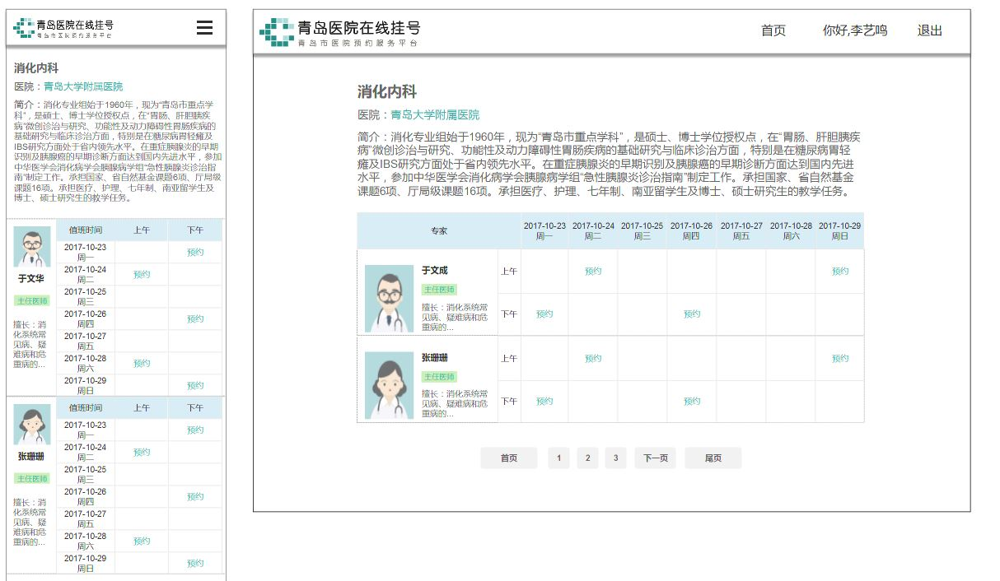 青岛医院在线挂号
青岛市医院预约服务平台
消化内科
医院：青岛大学附属医院
简介：消化专业组始于1960年，现为“青岛市重点学
科”，是硕士、博士学位授权点，在“胃肠、肝胆胰疾
病”微创诊治与研究、功能性及动力障碍性胃肠疾病的
基础研究与临床诊治方面，特别是在糖尿病胃轻瘫及
IBS研究方面处于省内领先水平。在重症胰腺炎的早期
识别及胰腺癌的早期诊断方面达到国内先进水平，参加
中华医学会消化病学会胰腺病学组“急性胰腺炎诊治指
南”制定工作。承担国家、省自然基金课题6项、厅局级
课题16项。承担医疗、护理、七年制、南亚留学生及
博士、硕士研究生的教学任务。
值班时间 上午 下午
于文华
主任医师
擅长：消
化系统常
见病、疑
难病和危
重病的...
2017-10-23
周一 预约
2017-10-24
周二 预约
2017-10-25
周三
2017-10-26
周四 预约
2017-10-27
周五
2017-10-28
周六 预约
2017-10-29
周日 预约
值班时间 上午 下午
张珊珊
主任医师
擅长：消
化系统常
见病、疑
难病和危
重病的...
2017-10-23
周一 预约
2017-10-24
周二 预约
2017-10-25
周三
2017-10-26
周四 预约
2017-10-27
周五
2017-10-28
周六 预约
2017-10-29
周日 预约
青岛医院在线挂号
青岛市医院预约服务平台
首页 你好,李艺鸣 退出
消化内科
医院：青岛大学附属医院
简介：消化专业组始于1960年，现为“青岛市重点学科”，是硕士、博士学位授权点，在“胃肠、肝胆胰疾
病”微创诊治与研究、功能性及动力障碍性胃肠疾病的基础研究与临床诊治方面，特别是在糖尿病胃轻
瘫及IBS研究方面处于省内领先水平。在重症胰腺炎的早期识别及胰腺癌的早期诊断方面达到国内先进
水平，参加中华医学会消化病学会胰腺病学组“急性胰腺炎诊治指南”制定工作。承担国家、省自然基金
课题6项、厅局级课题16项。承担医疗、护理、七年制、南亚留学生及博士、硕士研究生的教学任务。
专家 2017-10-23 2017-10-24 2017-10-25 2017-10-26 2017-10-27 2017-10-28 2017-10-29
周一 周二 周三 周四 周五 周六 周日
于文成
主任医师
擅长：消化系统常
见病、疑难病和危
重病的...
上午 预约 预约
下午 预约 预约
张珊珊
主任医师
擅长：消化系统常
见病、疑难病和危
重病的...
上午 预约 预约
下午 预约 预约
首页 1 2 3 下一页 尾页